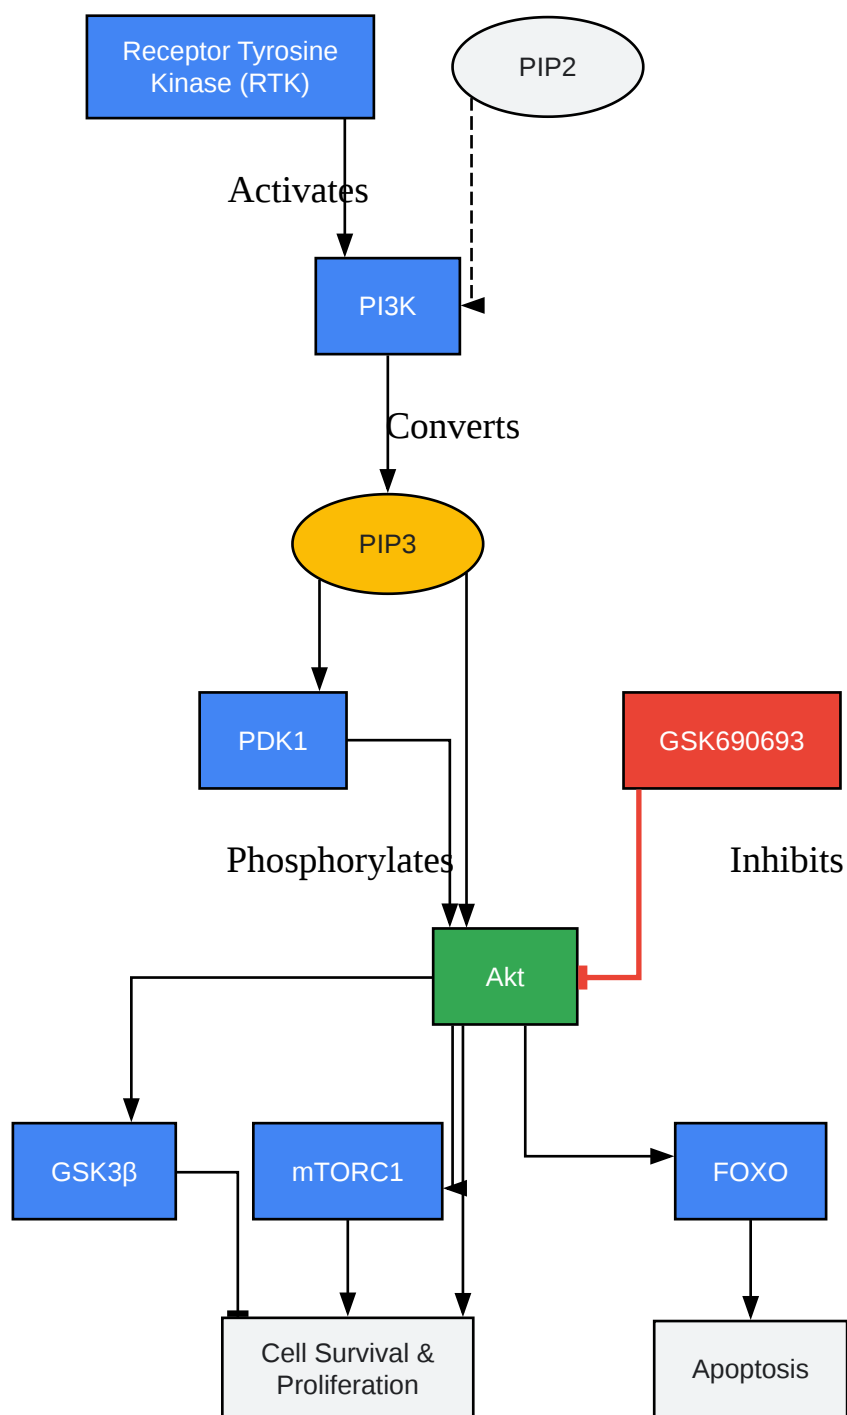 Receptor Tyrosine
Kinase (RTK)
PIP2
Activates
PI3K
Converts
PIP3
PDK1
GSK690693
Phosphorylates
Inhibits
Akt
GSK3β
mTORC1
FOXO
Cell Survival &
Proliferation
Apoptosis